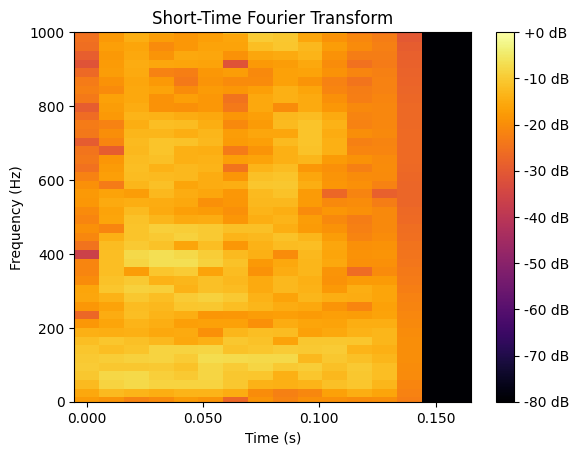 Short-Time Fourier Transform
1000
800
600
400
200
0
Frequency (Hz)
0.000
0.050
0.100
0.150
Time (s)
+0 dB
-10 dB
-20 dB
-30 dB
-40 dB
-50 dB
-60 dB
-70 dB
-80 dB